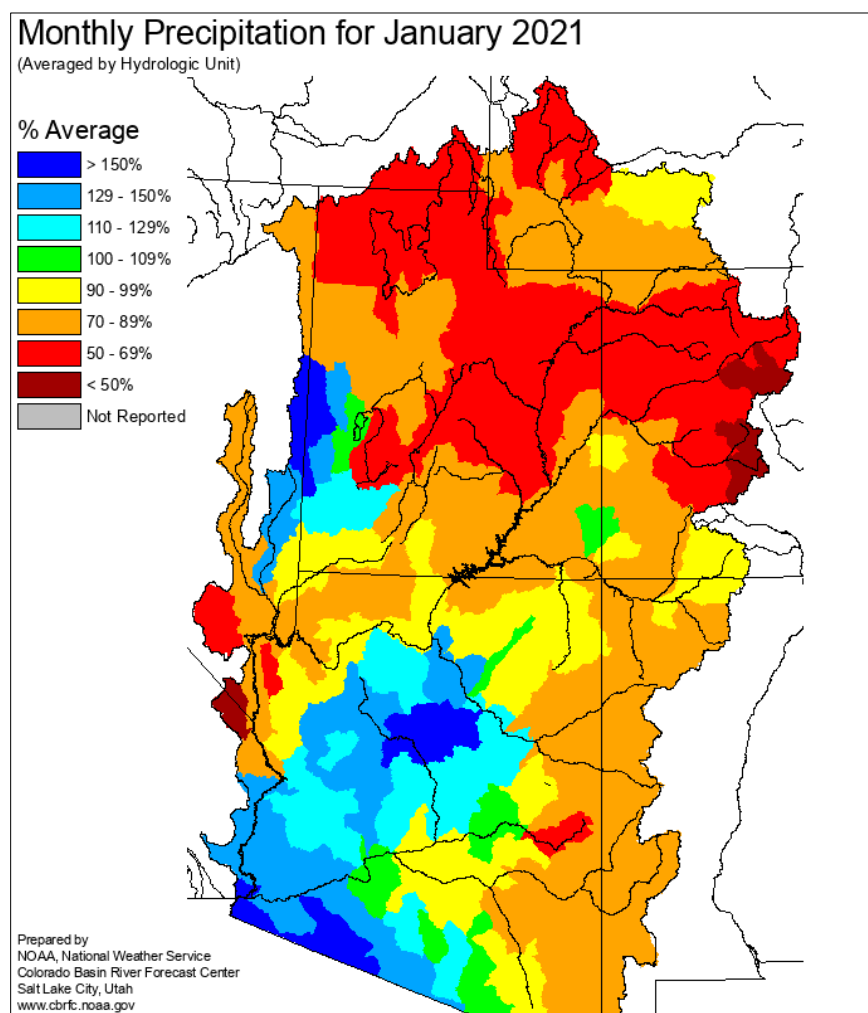 Monthly Precipitation for January 2021
(Averaged by Hydrologic Unit)
% Average
> 150%
129 - 150%
110 - 129%
100 - 109%
90 - 99%
70 - 89%
50 - 69%
< 50%
Not Reported
Prepared by
NOAA, National Weather Service
Colorado Basin River Forecast Center
Salt Lake City, Utah
www.cbrfc.noaa.gov